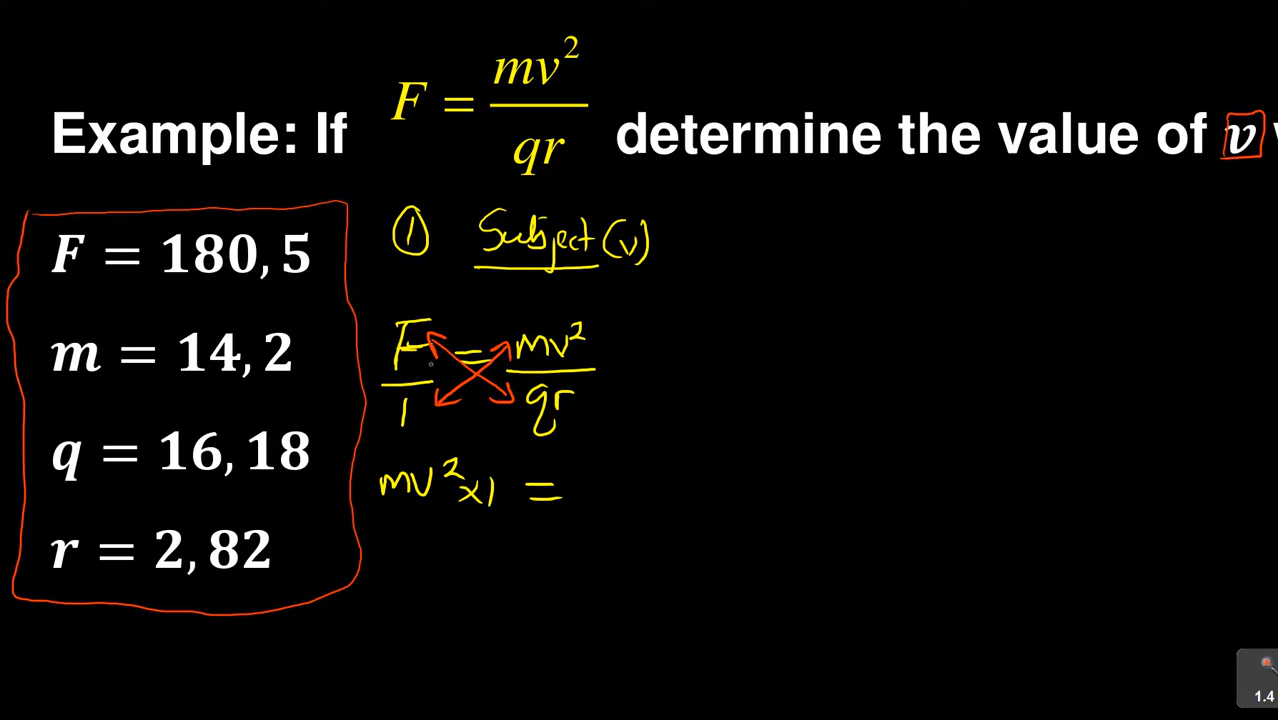 Example: If F = mv²/qr determine the value of v
F = 180,5
m = 14,2
q = 16,18
r = 2,82
① Subject (v)
F/1 = mv²/qr
mv² x1 =
1.4